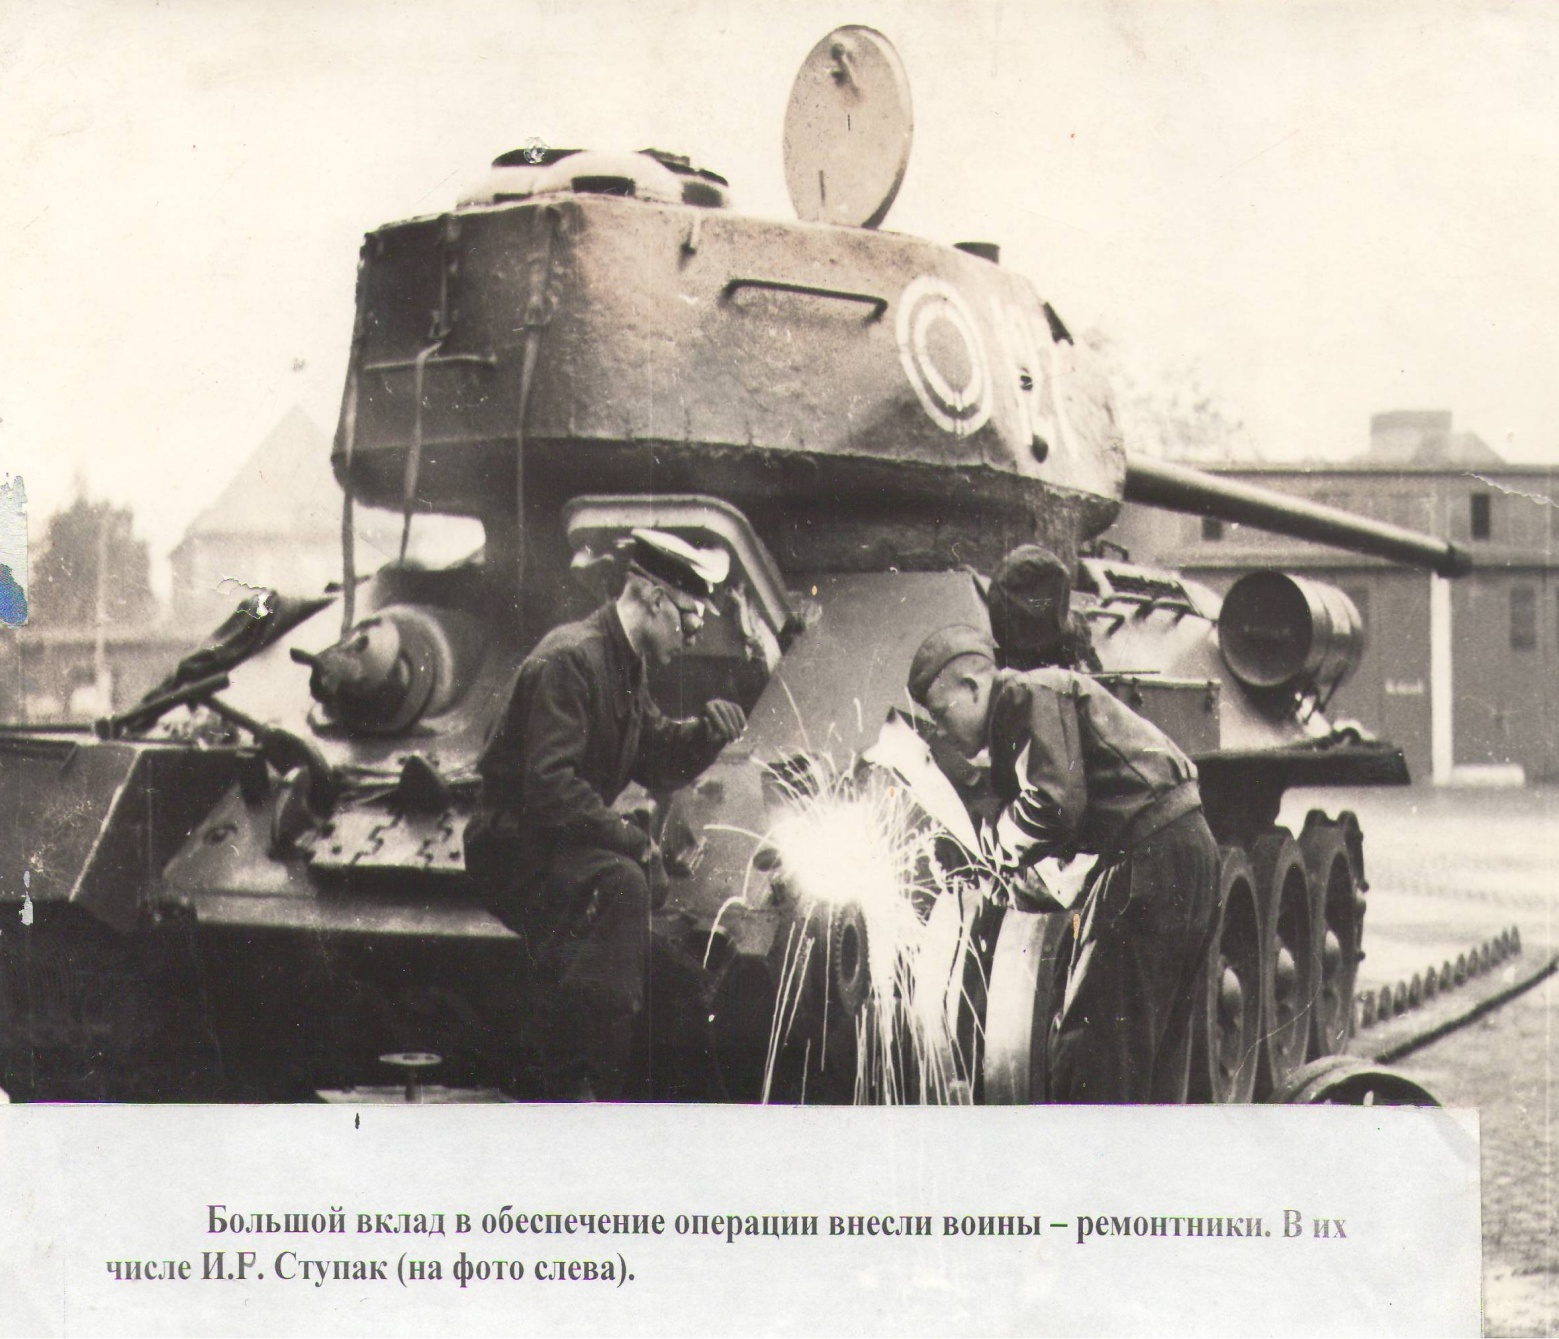 Большой вклад в обеспечение операции внесли воины – ремонтники. В их
числе И.Г. Ступак (на фото слева).